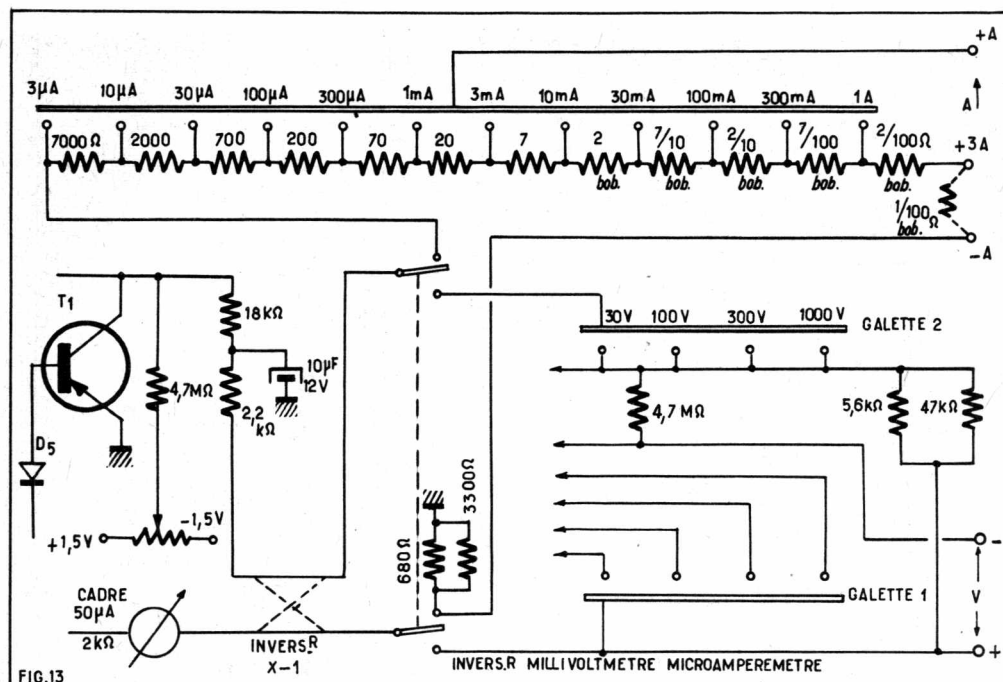 +A
3µA 10µA 30µA 100µA 300µA 1mA 3mA 10mA 30mA 100mA 300mA 1A
A
7000Ω 2000 700 200 70 20 7 2 7/10 2/10 7/100 2/100Ω
+3A
bob. bob. bob. bob. bob.
1/100Ω
bob.
-A
T1
18kΩ
30V 100V 300V 1000V
GALETTE 2
10µF
12V
4,7MΩ
2,2
kΩ
4,7MΩ
5,6kΩ
47kΩ
D5
3300Ω
680Ω
+1,5V
-1,5V
-
CADRE
50µA
2kΩ
GALETTE 1
V
INVERS.R
X-1
INVERS.R MILLIVOLTMETRE MICROAMPEREMETRE
+
FIG.13